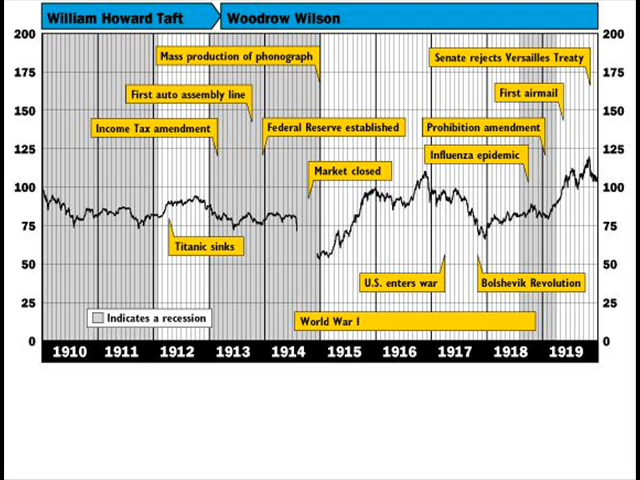 William Howard Taft
Woodrow Wilson
200
200
Mass production of phonograph
Senate rejects Versailles Treaty
175
175
First auto assembly line
First airmail
150
150
Income Tax amendment
Federal Reserve established
Prohibition amendment
125
125
Influenza epidemic
Market closed
100
100
75
75
Titanic sinks
50
50
U.S. enters war
Bolshevik Revolution
25
25
Indicates a recession
World War I
0
0
1910
1911
1912
1913
1914
1915
1916
1917
1918
1919